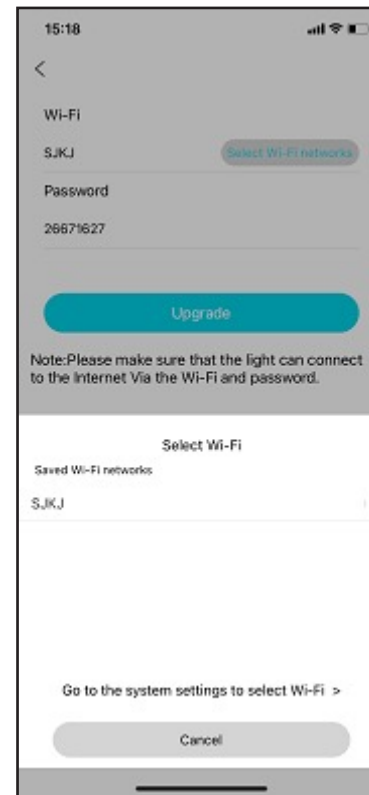 15:18
<
Wi-Fi
SJKJ Select Wi-Fi networks
Password
26671627
Upgrade
Note:Please make sure that the light can connect
to the Internet Via the Wi-Fi and password.
Select Wi-Fi
Saved Wi-Fi networks
SJKJ
Go to the system settings to select Wi-Fi >
Cancel